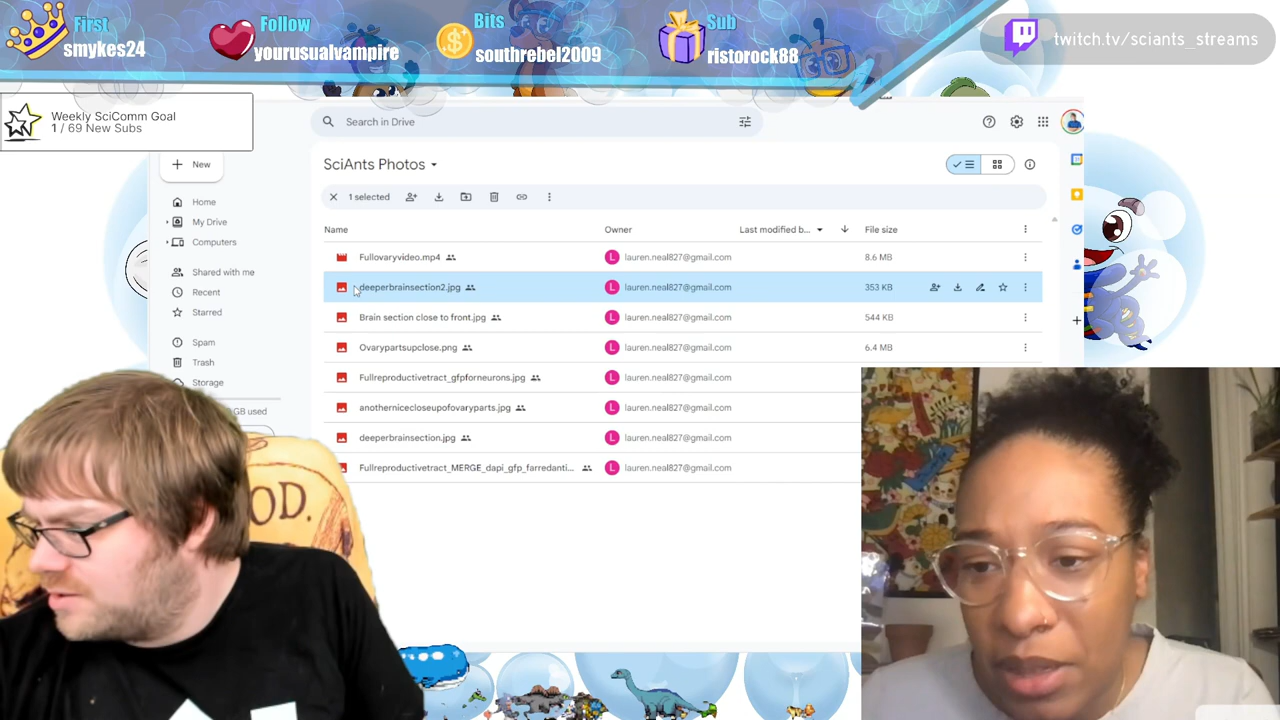 First
smykes24
Follow
yourusualvampire
Bits
southrebel2009
Sub
ristorock88
twitch.tv/sciants_streams
Weekly SciComm Goal
1 / 69 New Subs
Search in Drive
New
SciAnts Photos
1 selected
Home
My Drive
Computers
Shared with me
Recent
Starred
Spam
Trash
Storage
GB used
Name Owner Last modified b... File size
Fullovaryvideo.mp4 L lauren.neal827@gmail.com 8.6 MB
deeperbrainsection2.jpg L lauren.neal827@gmail.com 353 KB
Brain section close to front.jpg L lauren.neal827@gmail.com 544 KB
Ovarypartsupclose.png L lauren.neal827@gmail.com 6.4 MB
Fullreproductivetract_gfpforneurons.jpg L lauren.neal827@gmail.com
anothernicecloseupofovaryparts.jpg L lauren.neal827@gmail.com
deeperbrainsection.jpg L lauren.neal827@gmail.com
Fullreproductivetract_MERGE_dapi_gfp_farredanti... L lauren.neal827@gmail.com
OD.